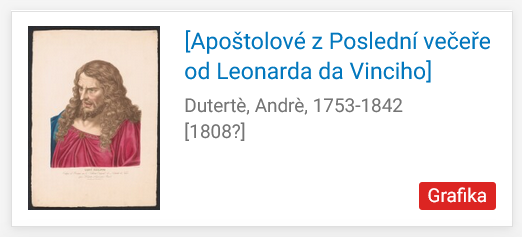 [Apoštolové z Poslední večeře
od Leonarda da Vinciho]
Dutertè, Andrè, 1753-1842
[1808?]
Grafika